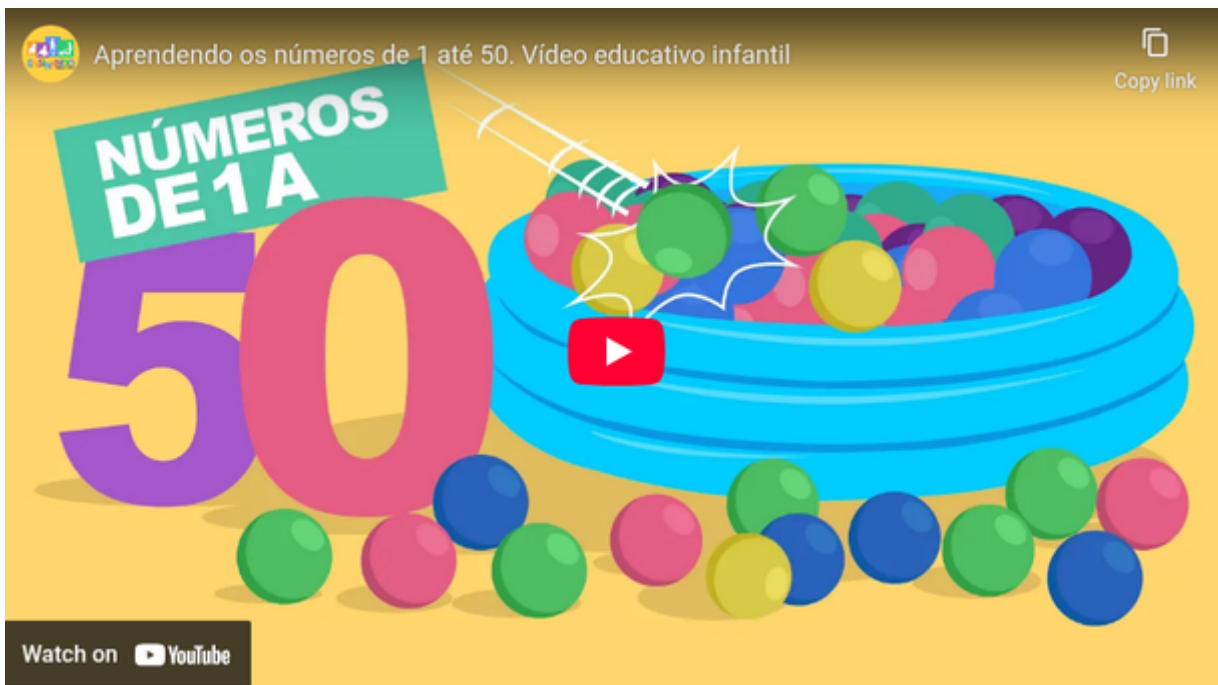 Aprendendo os números de 1 até 50. Vídeo educativo infantil
Copy link
NÚMEROS
DE 1 A
50
Watch on YouTube